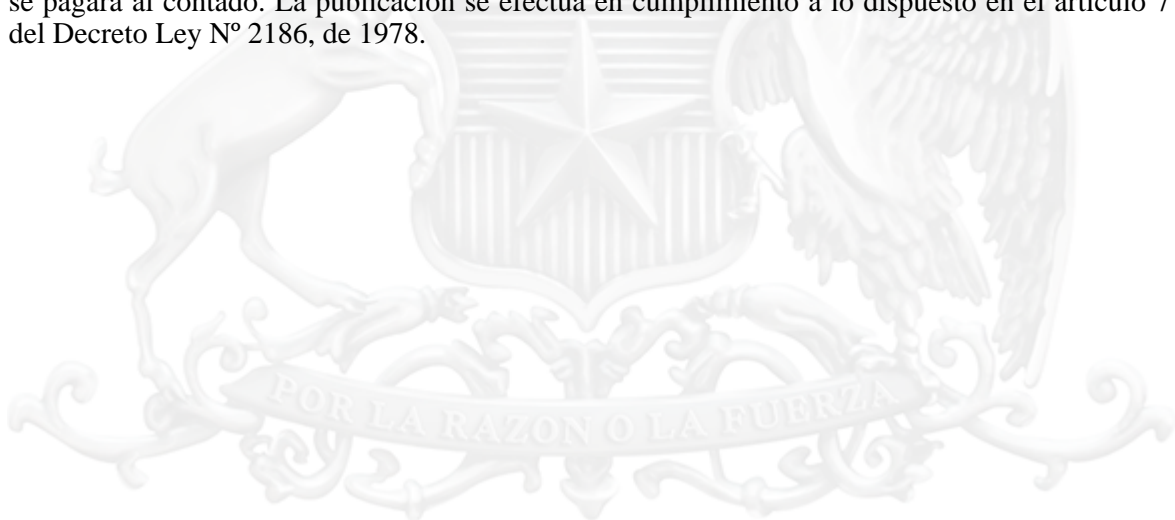 se pagará al contado. La publicación se efectúa en cumplimiento a lo dispuesto en el artículo 7
del Decreto Ley Nº 2186, de 1978.
POR LA RAZON O LA FUERZA